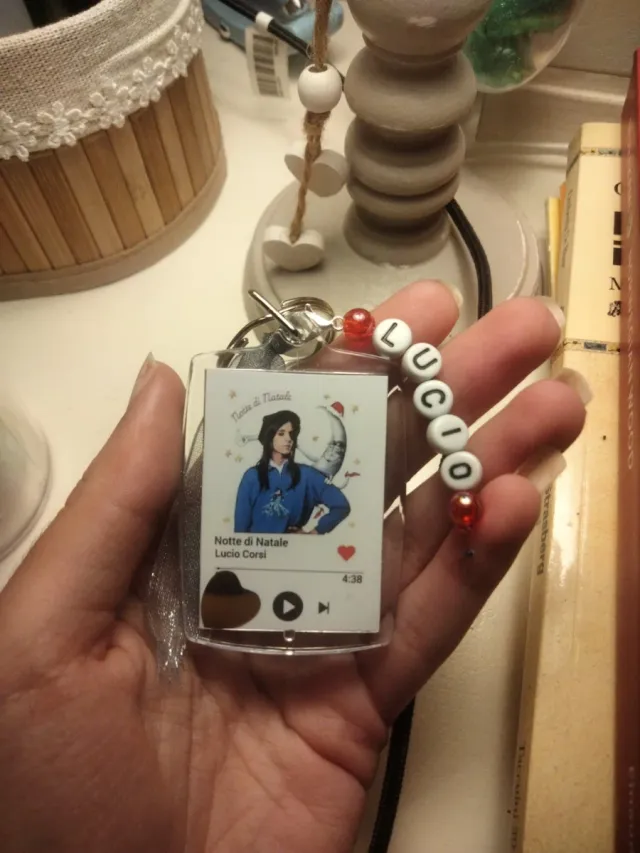 Notte di Natale
Notte di Natale
Lucio Corsi
4:38
LUCIO